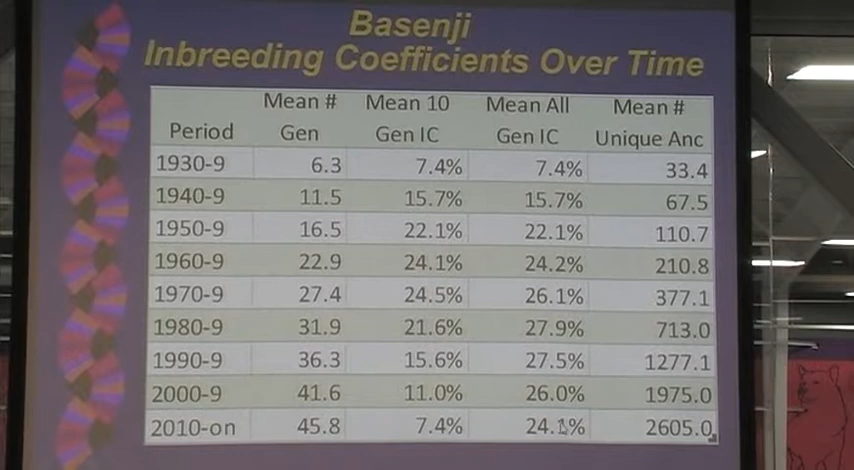 Basenji
Inbreeding Coefficients Over Time
Mean # Mean 10 Mean All Mean #
Period Gen Gen IC Gen IC Unique Anc
1930-9 6.3 7.4% 7.4% 33.4
1940-9 11.5 15.7% 15.7% 67.5
1950-9 16.5 22.1% 22.1% 110.7
1960-9 22.9 24.1% 24.2% 210.8
1970-9 27.4 24.5% 26.1% 377.1
1980-9 31.9 21.6% 27.9% 713.0
1990-9 36.3 15.6% 27.5% 1277.1
2000-9 41.6 11.0% 26.0% 1975.0
2010-on 45.8 7.4% 24.1% 2605.0